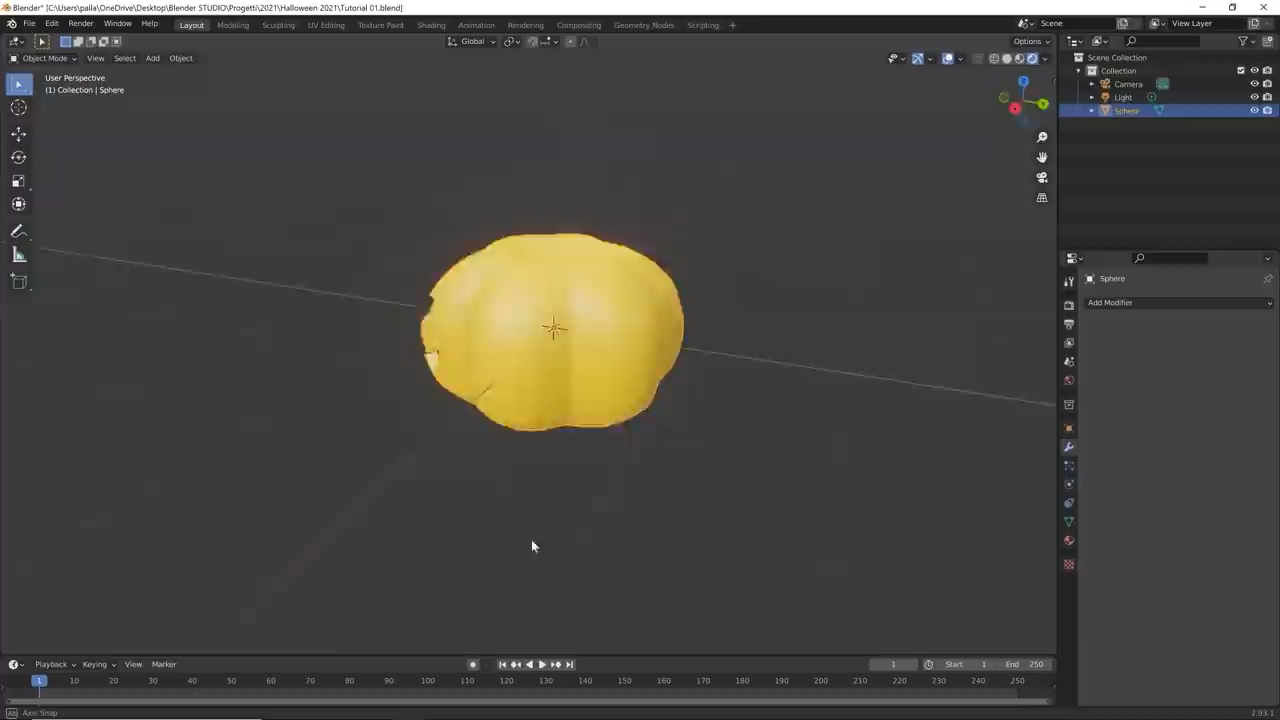 Blender* [C:\Users\palla\OneDrive\Desktop\Blender STUDIO\Progetti\2021\Halloween 2021\Tutorial 01.blend]
File Edit Render Window Help Layout Modeling Sculpting UV Editing Texture Paint Shading Animation Rendering Compositing Geometry Nodes Scripting + Scene View Layer
Global Options
Object Mode View Select Add Object
User Perspective
(1) Collection | Sphere
Scene Collection
Collection
Camera
Light
Sphere
Sphere
Add Modifier
Playback Keying View Marker 1 Start 1 End 250
1 10 20 30 40 50 60 70 80 90 100 110 120 130 140 150 160 170 180 190 200 210 220 230 240 250
Alt Axis Snap 2.93.1